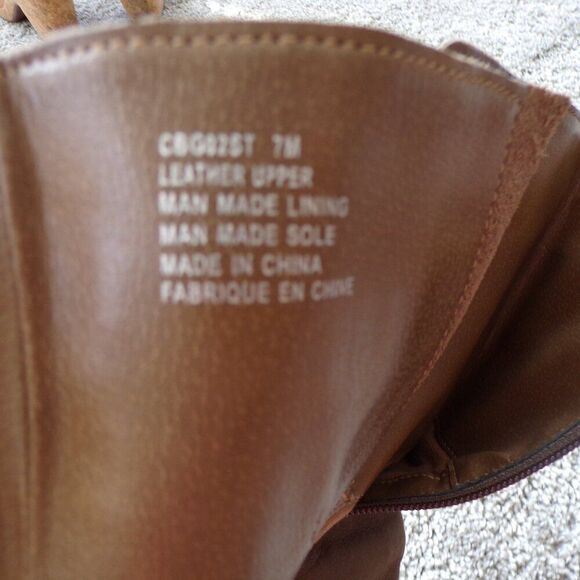 CBG02ST 7M
LEATHER UPPER
MAN MADE LINING
MAN MADE SOLE
MADE IN CHINA
FABRIQUE EN CHINE